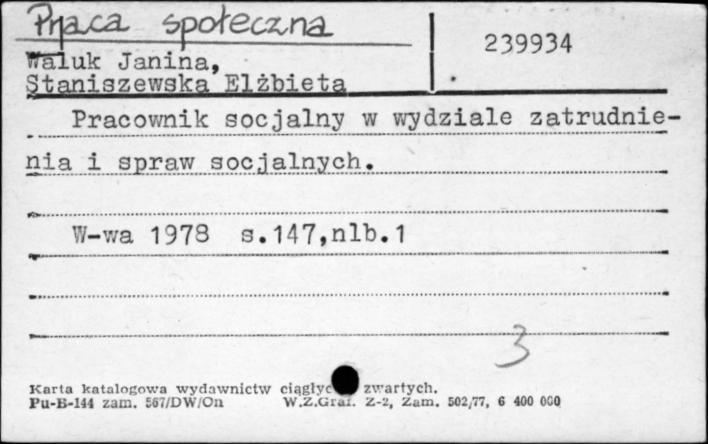 Praca społeczna
239934
Waluk Janina,
Staniszewska Elżbieta
Pracownik socjalny w wydziale zatrudnie-
nia i spraw socjalnych.
W-wa 1978 s.147,nlb.1
3
Karta katalogowa wydawnictw zwartych.
Pu-B-144 zam. 567/DW/On W.Z.Graf. Z-2, Zam. 502/77, 6 400 000